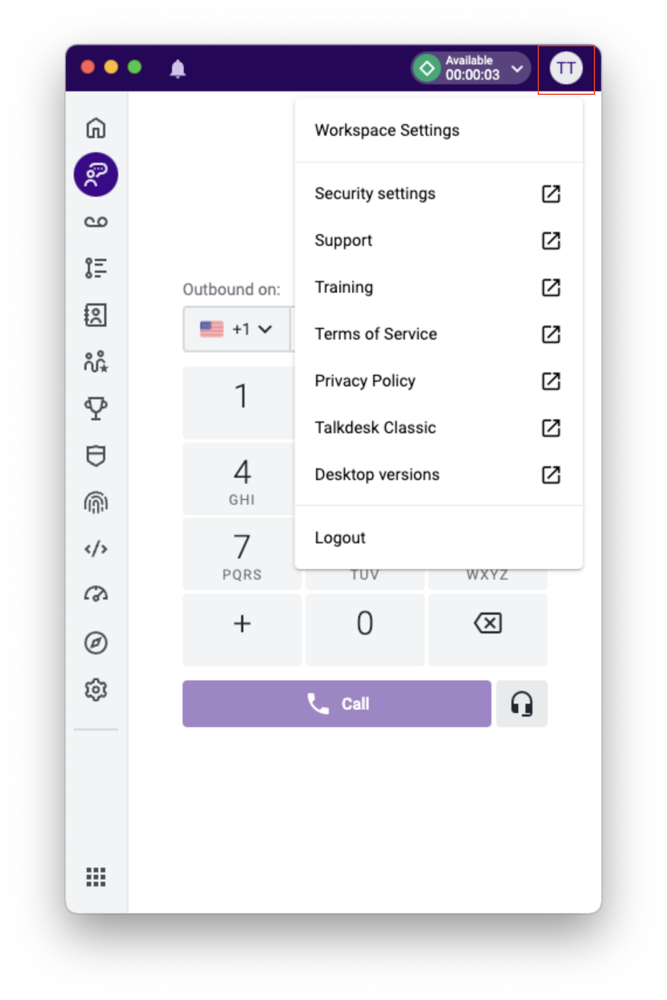 Available
00:00:03
TT
Workspace Settings
Security settings
Support
Training
Terms of Service
Privacy Policy
Talkdesk Classic
Desktop versions
Logout
Outbound on:
+1
1
4
GHI
7
PQRS
TUV
WXYZ
+
0
Call